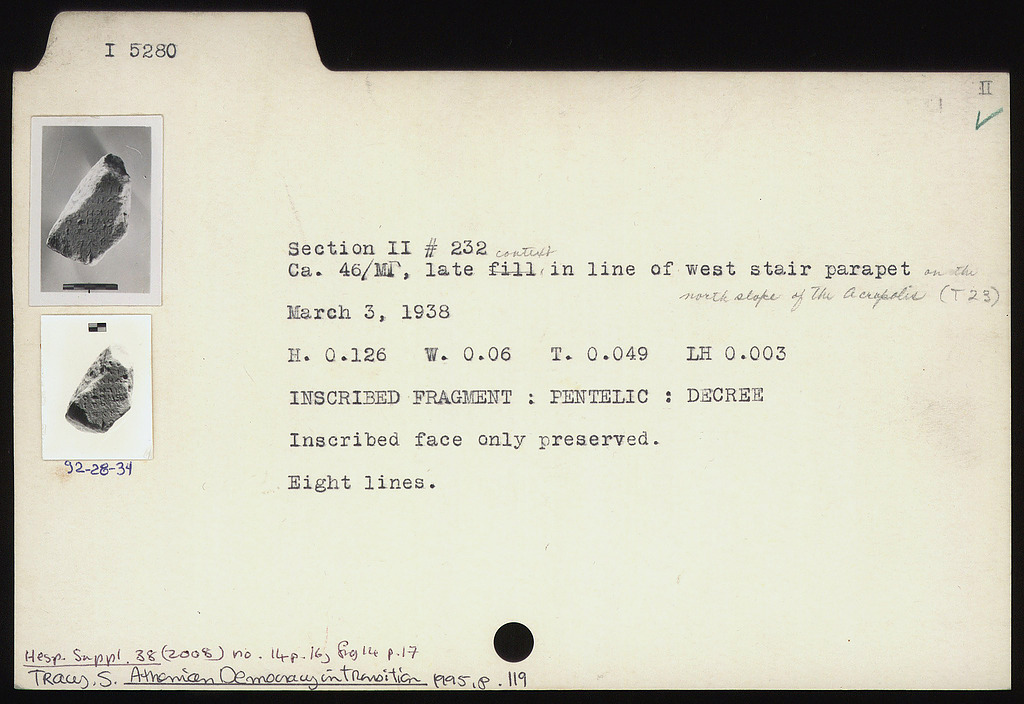 I 5280
II
Section II # 232
context
Ca. 46/ΜΓ, late fill in line of west stair parapet on the
north slope of the Acropolis (T 23)
March 3, 1938
H. 0.126 W. 0.06 T. 0.049 LH 0.003
INSCRIBED FRAGMENT : PENTELIC : DECREE
Inscribed face only preserved.
Eight lines.
92-28-34
Hesp. Suppl. 38 (2008) no. 14 p. 16, fig 14 p. 17
Tracy, S. Athenian Democracy in Transition 1995, p. 119